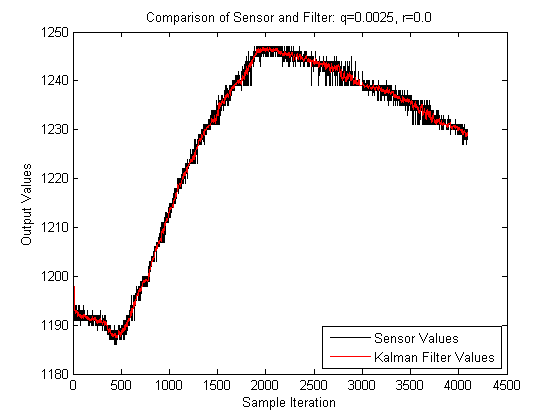 Comparison of Sensor and Filter: q=0.0025, r=0.0
1250
1240
1230
1220
1210
1200
1190
1180
Output Values
0 500 1000 1500 2000 2500 3000 3500 4000 4500
Sample Iteration
Sensor Values
Kalman Filter Values